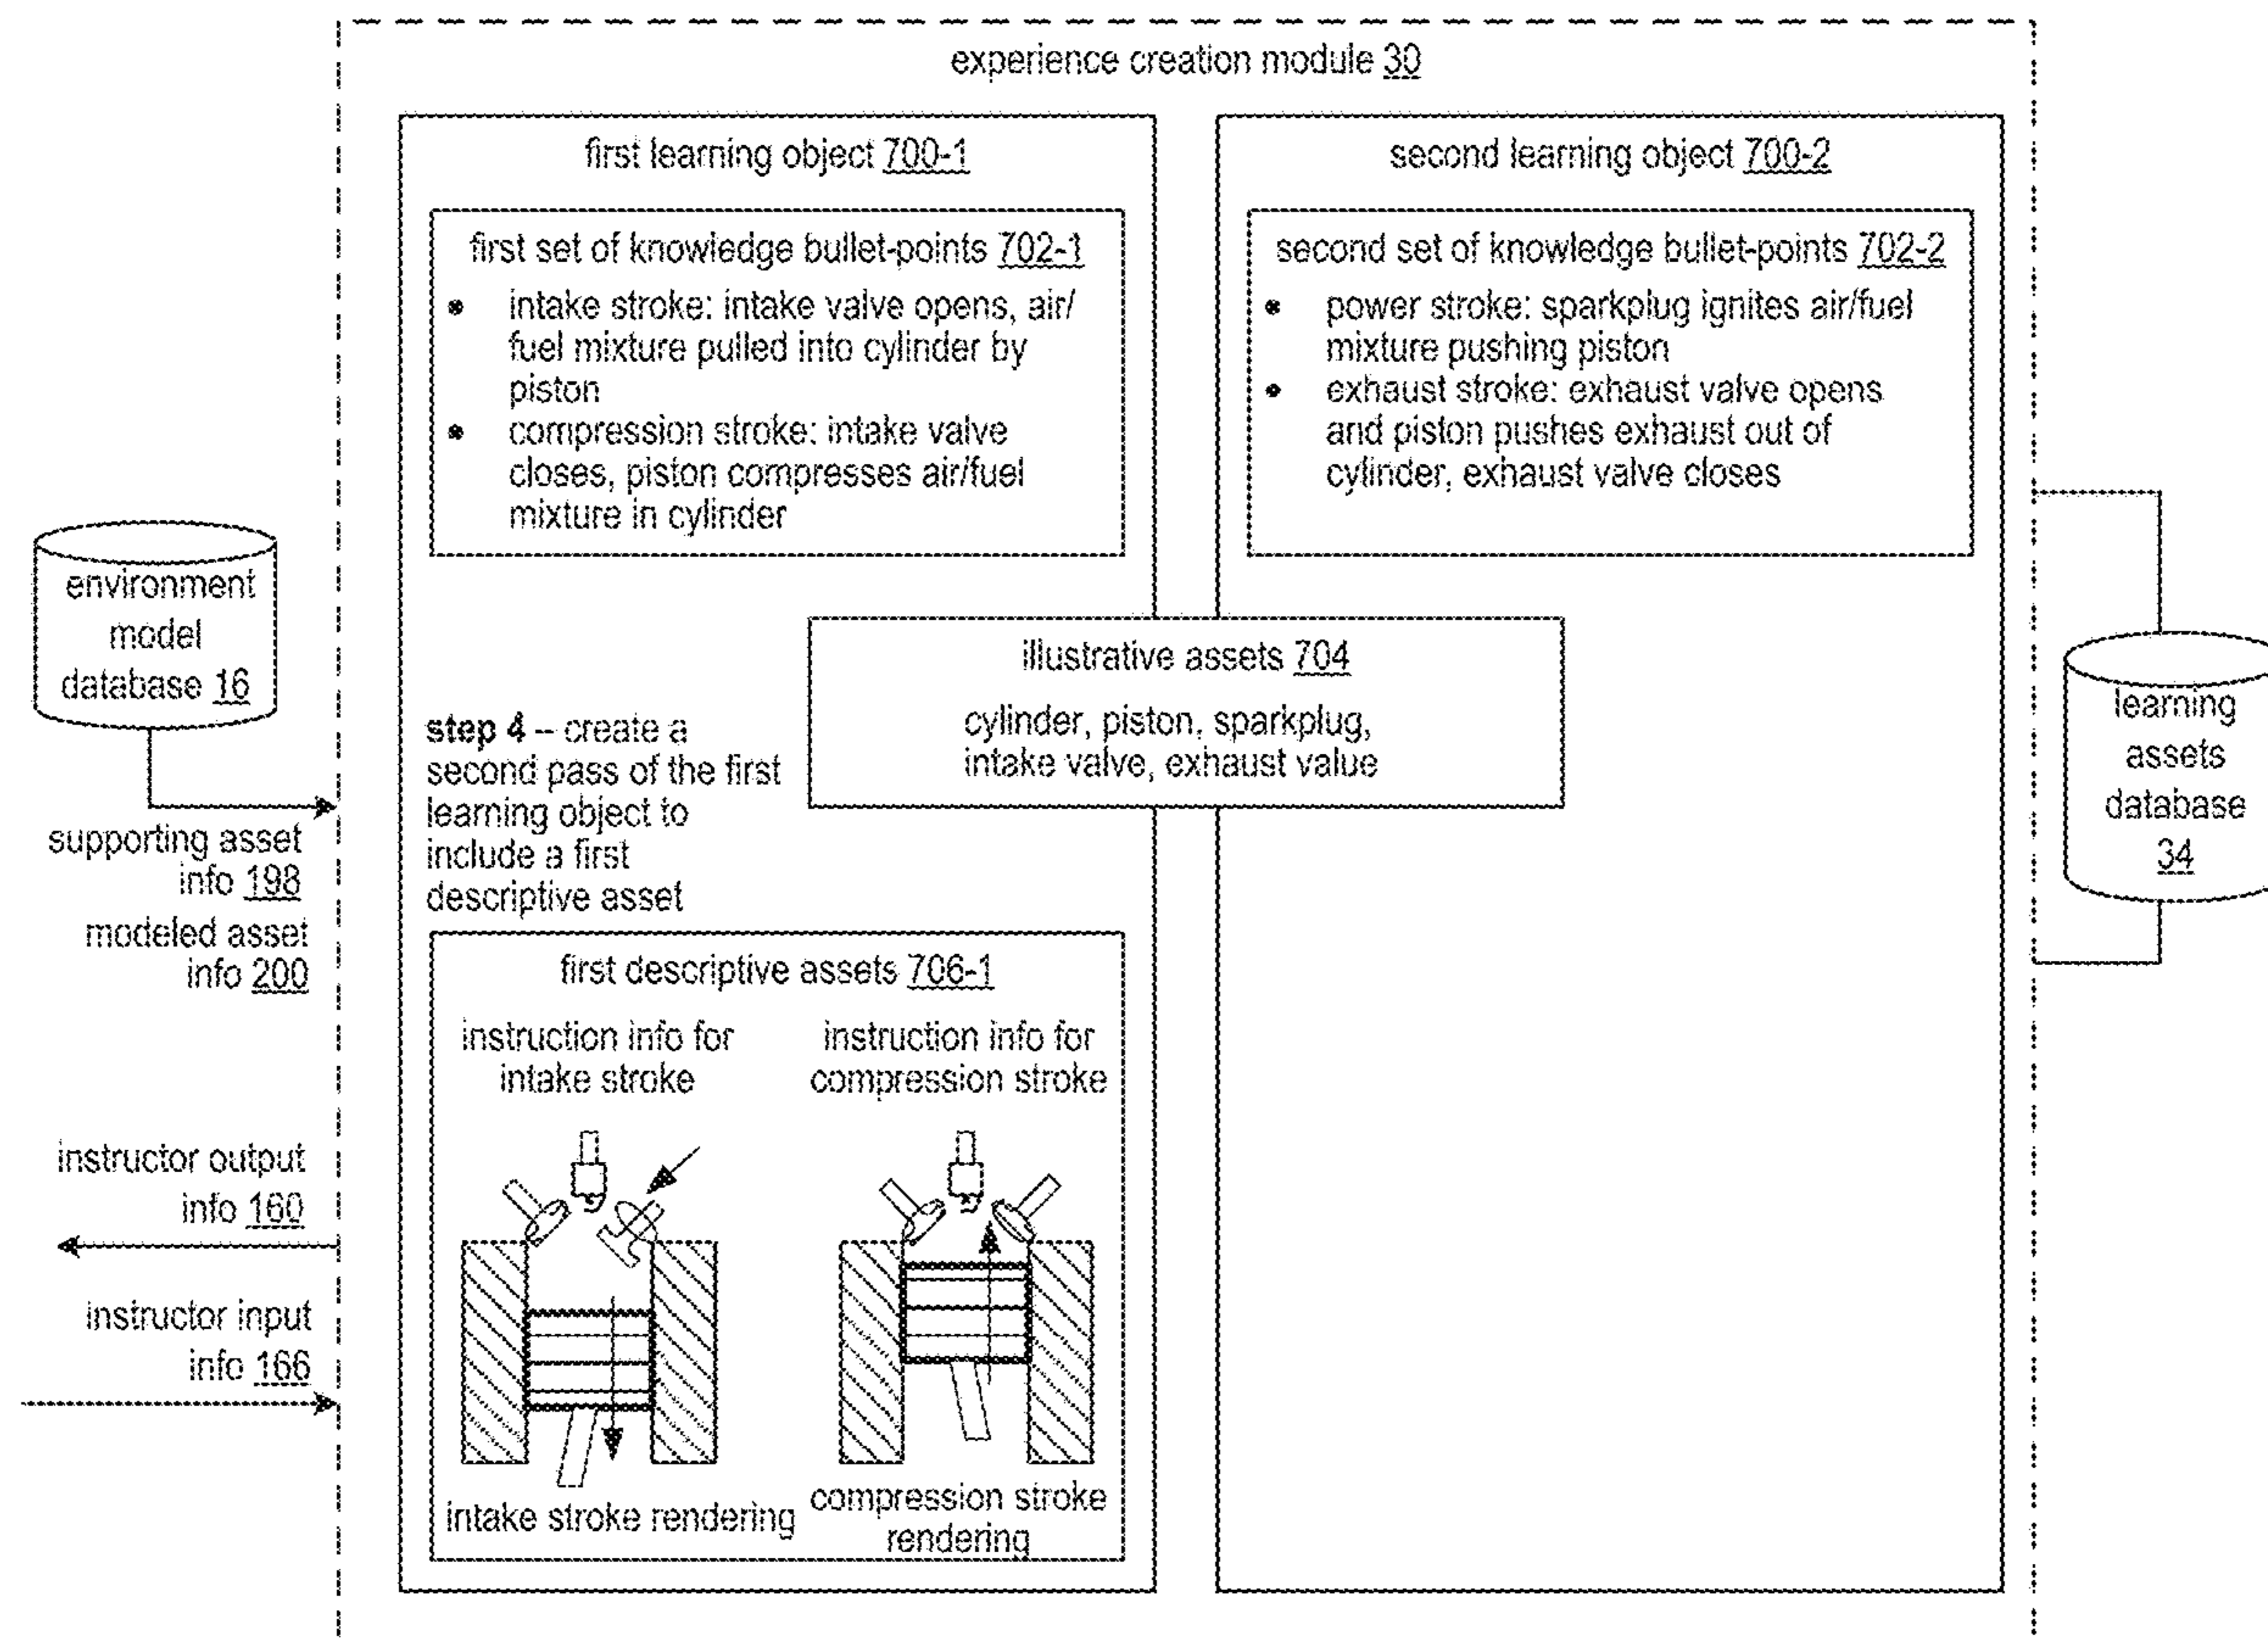 experience creation module 30
first learning object 700-1
first set of knowledge bullet-points 702-1
• intake stroke: intake valve opens, air/
fuel mixture pulled into cylinder by
piston
• compression stroke: intake valve
closes, piston compresses air/fuel
mixture in cylinder
second learning object 700-2
second set of knowledge bullet-points 702-2
• power stroke: sparkplug ignites air/fuel
mixture pushing piston
• exhaust stroke: exhaust valve opens
and piston pushes exhaust out of
cylinder, exhaust valve closes
environment
model
database 16
supporting asset
info 198
modeled asset
info 200
instructor output
info 160
instructor input
info 166
illustrative assets 704
cylinder, piston, sparkplug,
intake valve, exhaust value
step 4 – create a
second pass of the first
learning object to
include a first
descriptive asset
first descriptive assets 706-1
instruction info for
intake stroke
instruction info for
compression stroke
intake stroke rendering
compression stroke
rendering
learning
assets
database
34